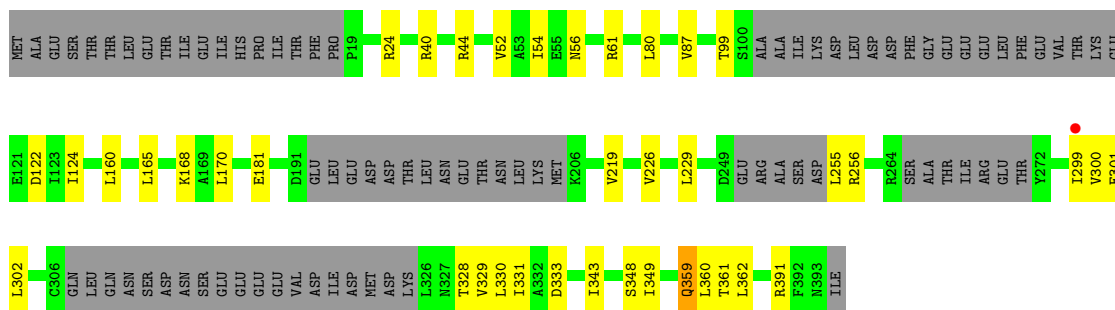 MET ALA GLU SER THR THR LEU GLU THR ILE GLU ILE HIS PRO ILE THR PHE PRO P19 R24 R40 R44 V52 A53 I54 E55 N56 R61 L80 V87 T99 S100 ALA ALA ILE LYS ASP LEU ASP ASP PHE GLY GLU GLU GLU LEU PHE GLU VAL THR LYS GLU
E121 D122 I123 I124 L160 L165 K168 A169 L170 E181 D191 GLU LEU GLU ASP ASP THR LEU ASN GLU THR ASN LEU LYS MET K206 V219 V226 L229 D249 GLU ARG ALA SER ASP L255 R256 R264 SER ALA THR ILE ARG GLU THR Y272 I299 V300 E301
L302 C306 GLN LEU GLN ASN SER ASP ASN SER GLU GLU GLU GLU VAL ASP ILE ASP MET ASP LYS L326 N327 T328 V329 L330 I331 A332 D333 I343 S348 I349 Q359 L360 T361 L362 R391 F392 N393 ILE